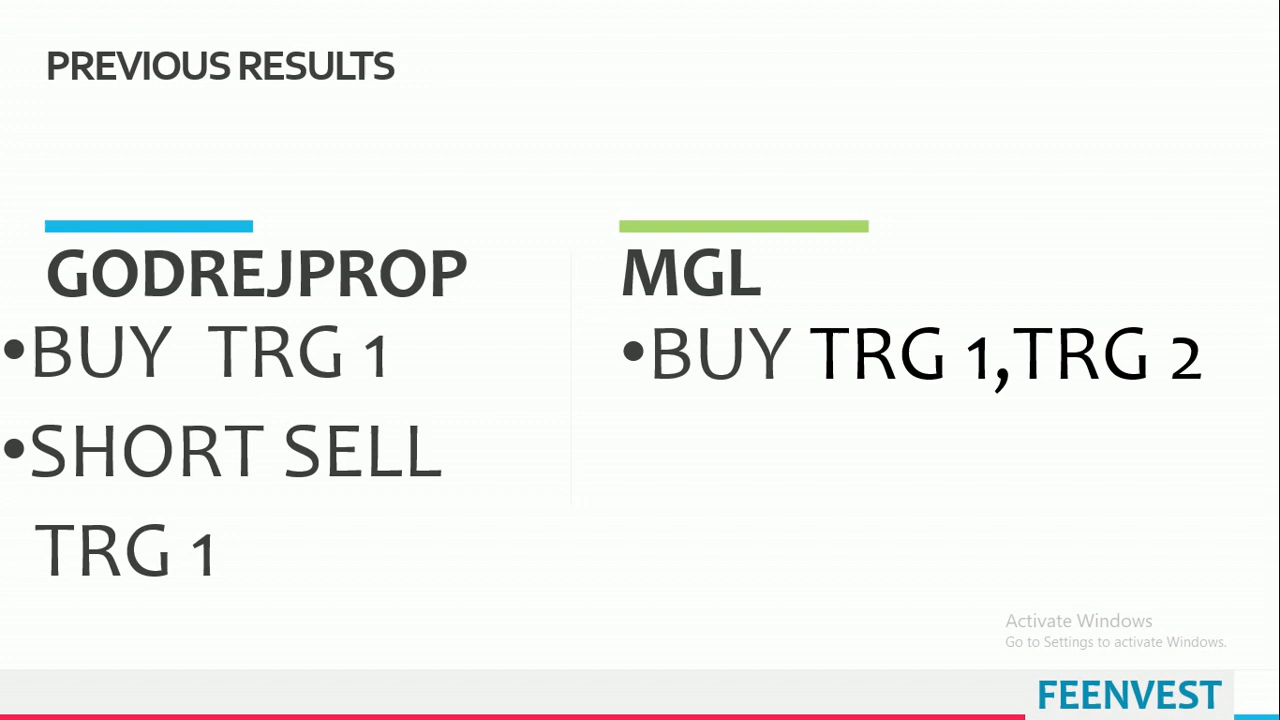 PREVIOUS RESULTS
GODREJPROP
•BUY TRG 1
•SHORT SELL
TRG 1
MGL
•BUY TRG 1,TRG 2
Activate Windows
Go to Settings to activate Windows.
FEENVEST